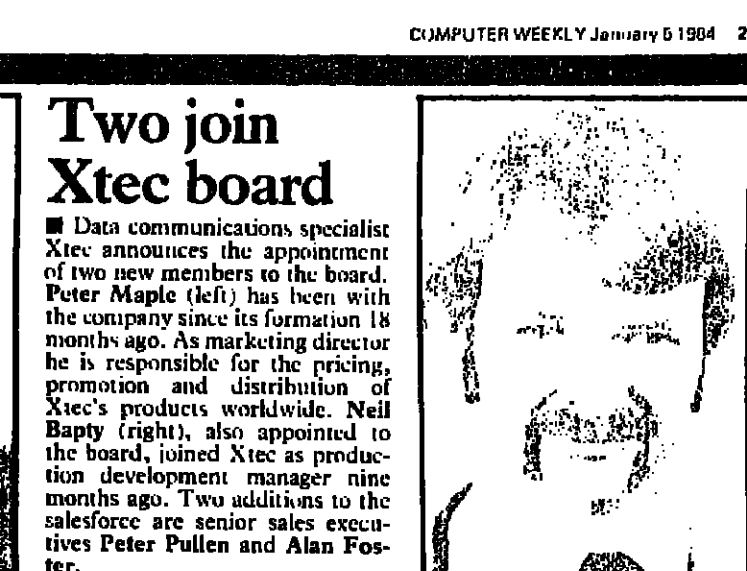 COMPUTER WEEKLY January 5 1984 2
Two join
Xtec board
■ Data communications specialist
Xtec announces the appointment
of two new members to the board.
Peter Maple (left) has been with
the company since its formation 18
months ago. As marketing director
he is responsible for the pricing,
promotion and distribution of
Xtec's products worldwide. Neil
Bapty (right), also appointed to
the board, joined Xtec as produc-
tion development manager nine
months ago. Two additions to the
salesforce are senior sales execu-
tives Peter Pullen and Alan Fos-
ter.